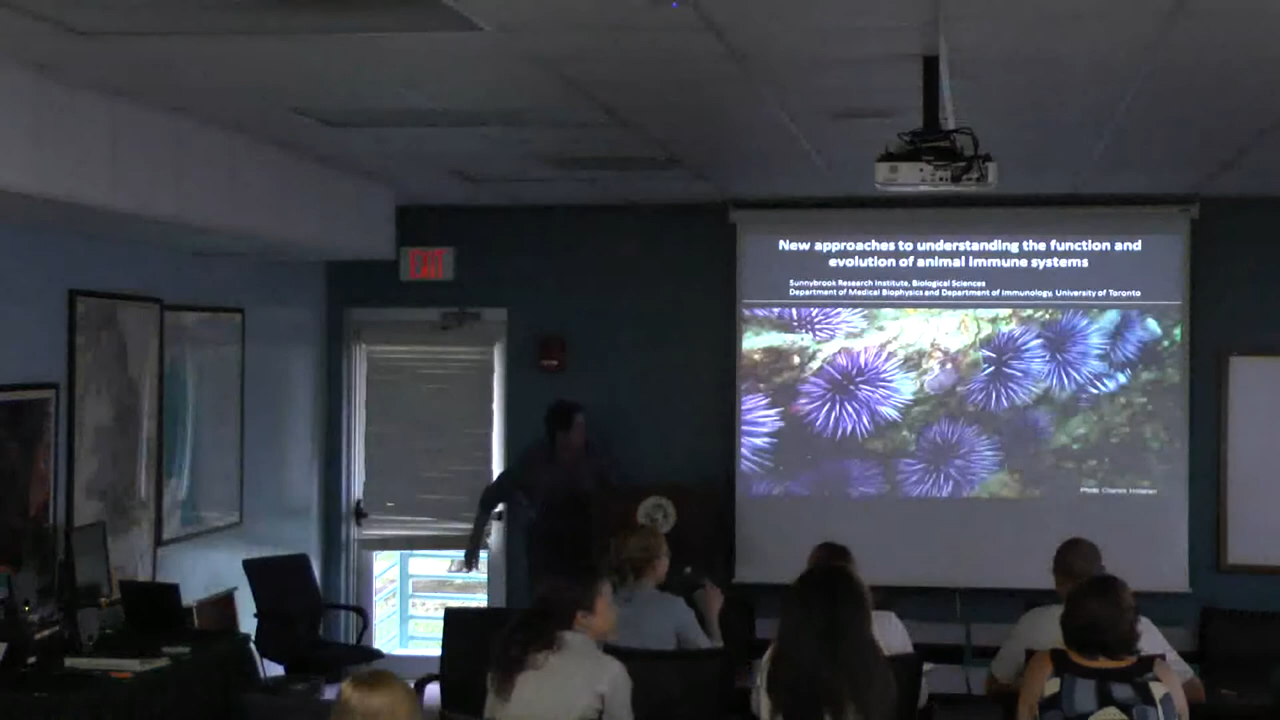 EXIT
New approaches to understanding the function and
evolution of animal immune systems
Sunnybrook Research Institute, Biological Sciences
Department of Medical Biophysics and Department of Immunology, University of Toronto
Photo: